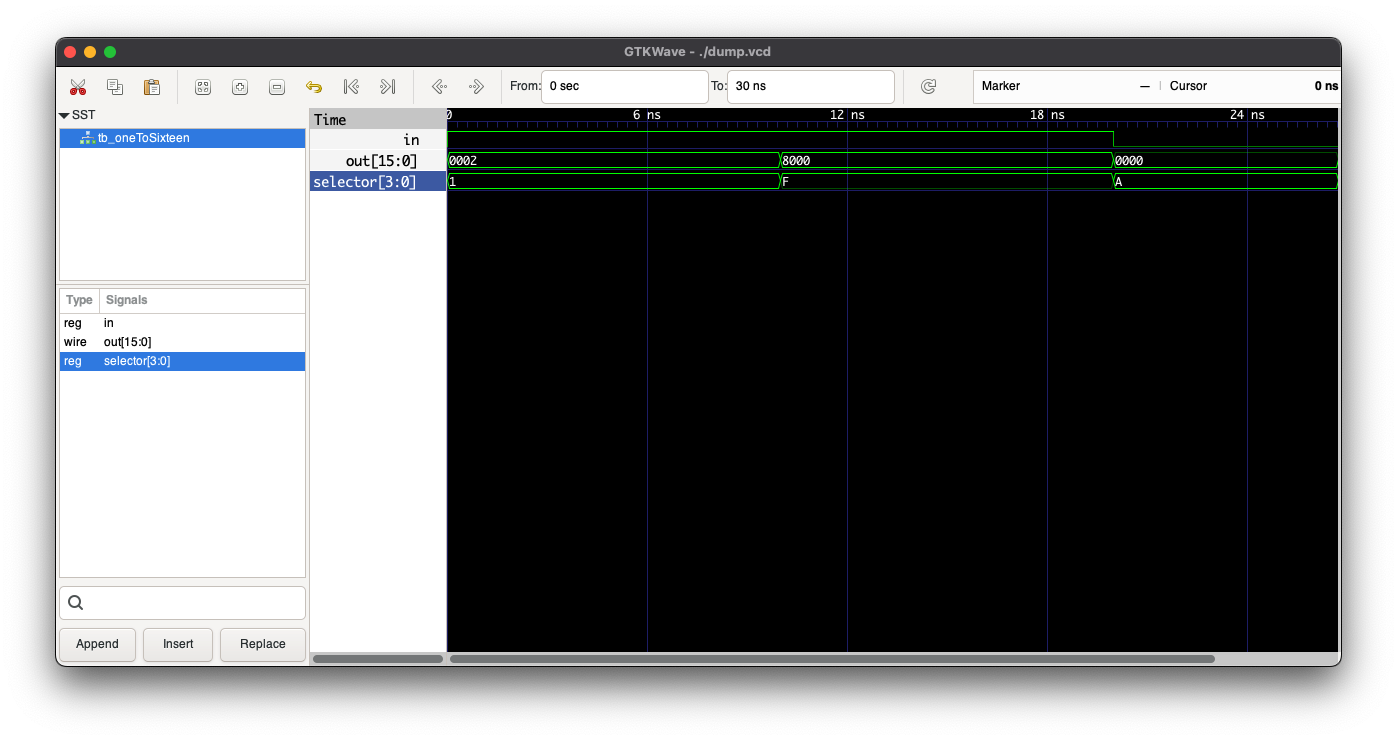 GTKWave - ./dump.vcd
From: 0 sec To: 30 ns Marker — | Cursor 0 ns
SST
tb_oneToSixteen
Type Signals
reg in
wire out[15:0]
reg selector[3:0]
Append Insert Replace
Time
in
out[15:0]
selector[3:0]
0 6 ns 12 ns 18 ns 24 ns
0002 8000 0000
1 F A